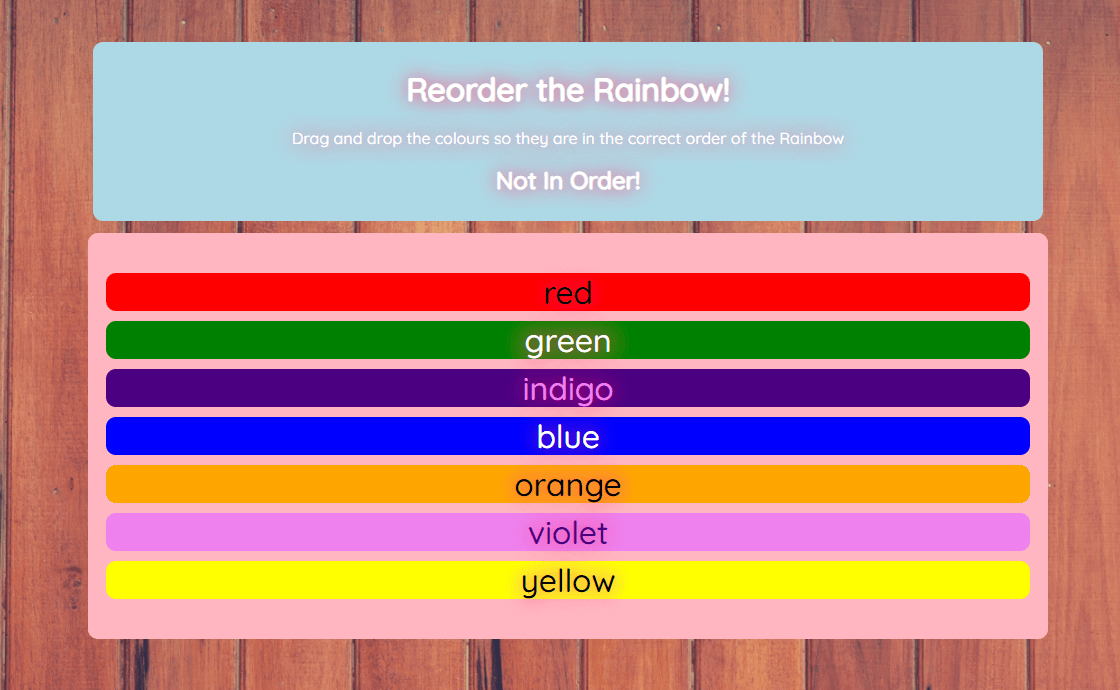 Reorder the Rainbow!
Drag and drop the colours so they are in the correct order of the Rainbow
Not In Order!
red
green
indigo
blue
orange
violet
yellow